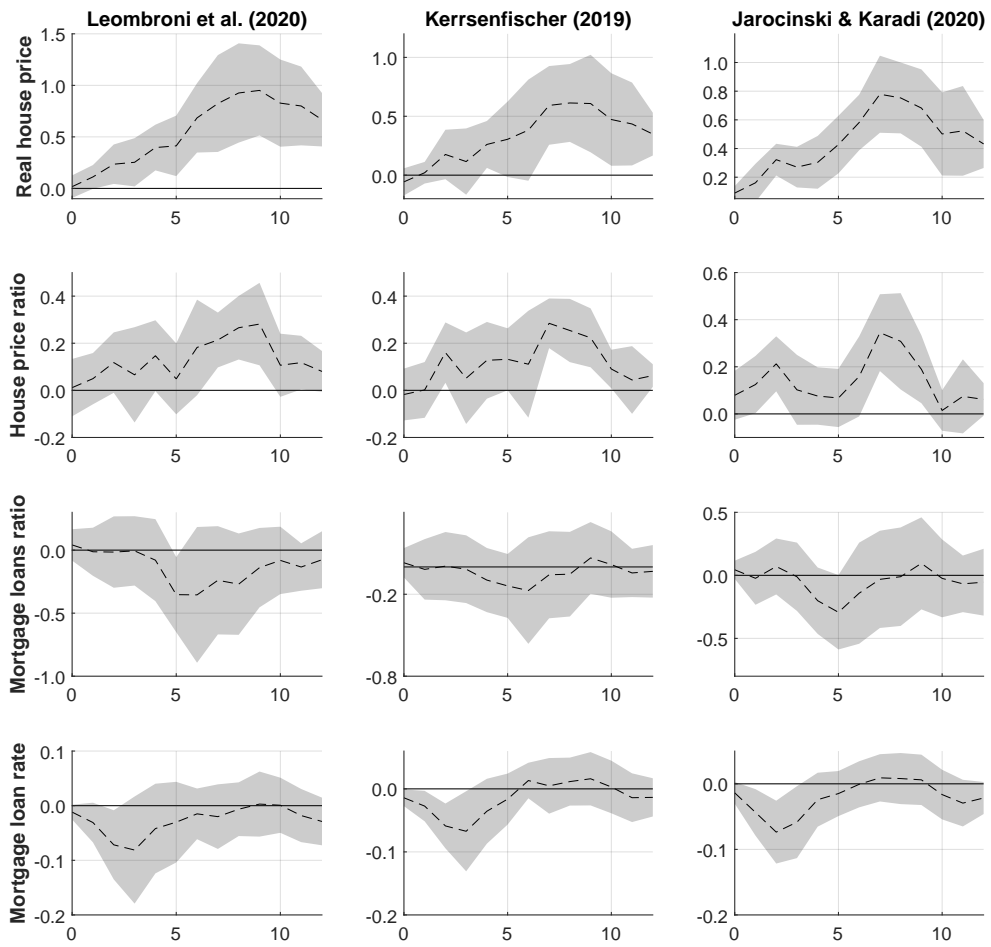 Leombroni et al. (2020) Kerrsenfischer (2019) Jarocinski & Karadi (2020)
Real house price
1.5
1.0
0.5
0.0
0 5 10
1.0
0.5
0.0
0 5 10
1.0
0.8
0.6
0.4
0.2
0 5 10
House price ratio
0.4
0.2
0.0
-0.2
0 5 10
0.4
0.2
0.0
-0.2
0 5 10
0.6
0.4
0.2
0.0
0 5 10
Mortgage loans ratio
0.0
-0.5
-1.0
0 5 10
-0.2
-0.8
0 5 10
0.5
0.0
-0.5
0 5 10
Mortgage loan rate
0.1
0.0
-0.1
-0.2
0 5 10
0.0
-0.1
-0.2
0 5 10
0.0
-0.1
-0.2
0 5 10